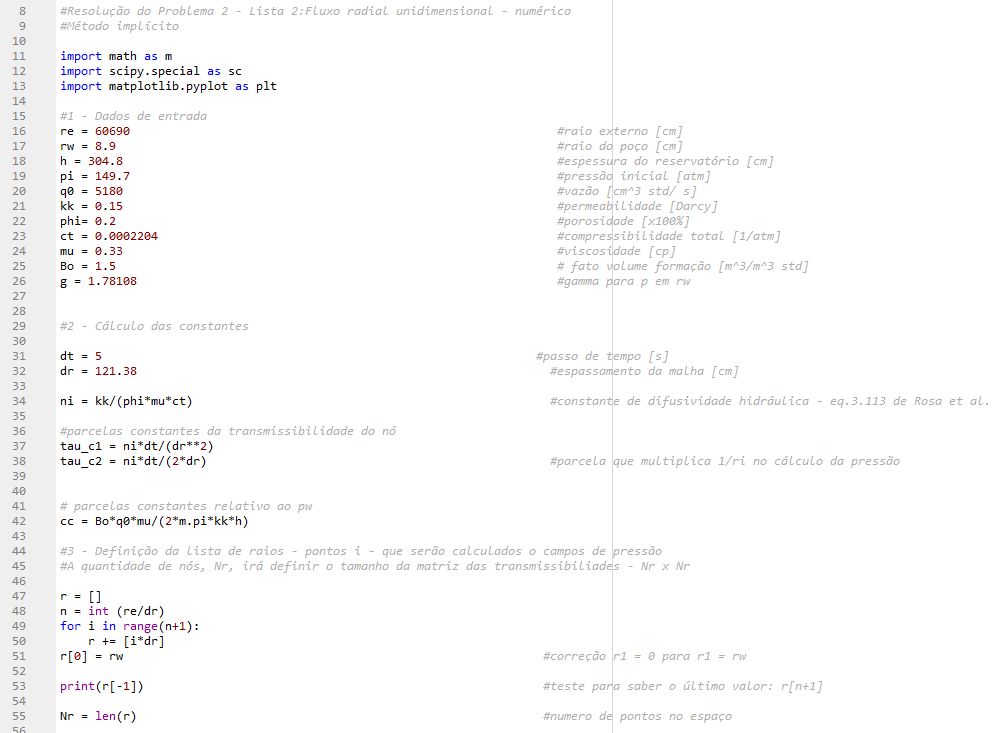 8 #Resolução do Problema 2 - Lista 2:Fluxo radial unidimensional - numérico
9 #Método implícito
10
11 import math as m
12 import scipy.special as sc
13 import matplotlib.pyplot as plt
14
15 #1 - Dados de entrada
16 re = 60690 #raio externo [cm]
17 rw = 8.9 #raio do poço [cm]
18 h = 304.8 #espessura do reservatório [cm]
19 pi = 149.7 #pressão inicial [atm]
20 q0 = 5180 #vazão [cm^3 std/ s]
21 kk = 0.15 #permeabilidade [Darcy]
22 phi= 0.2 #porosidade [x100%]
23 ct = 0.0002204 #compressibilidade total [1/atm]
24 mu = 0.33 #viscosidade [cp]
25 Bo = 1.5 # fato volume formação [m^3/m^3 std]
26 g = 1.78108 #gamma para p em rw
27
28
29 #2 - Cálculo das constantes
30
31 dt = 5 #passo de tempo [s]
32 dr = 121.38 #espassamento da malha [cm]
33
34 ni = kk/(phi*mu*ct) #constante de difusividade hidráulica - eq.3.113 de Rosa et al.
35
36 #parcelas constantes da transmissibilidade do nó
37 tau_c1 = ni*dt/(dr**2)
38 tau_c2 = ni*dt/(2*dr) #parcela que multiplica 1/ri no cálculo da pressão
39
40
41 # parcelas constantes relativo ao pw
42 cc = Bo*q0*mu/(2*m.pi*kk*h)
43
44 #3 - Definição da lista de raios - pontos i - que serão calculados o campos de pressão
45 #A quantidade de nós, Nr, irá definir o tamanho da matriz das transmissibiliades - Nr x Nr
46
47 r = []
48 n = int (re/dr)
49 for i in range(n+1):
50 r += [i*dr]
51 r[0] = rw #correção r1 = 0 para r1 = rw
52
53 print(r[-1]) #teste para saber o último valor: r[n+1]
54
55 Nr = len(r) #numero de pontos no espaço
56